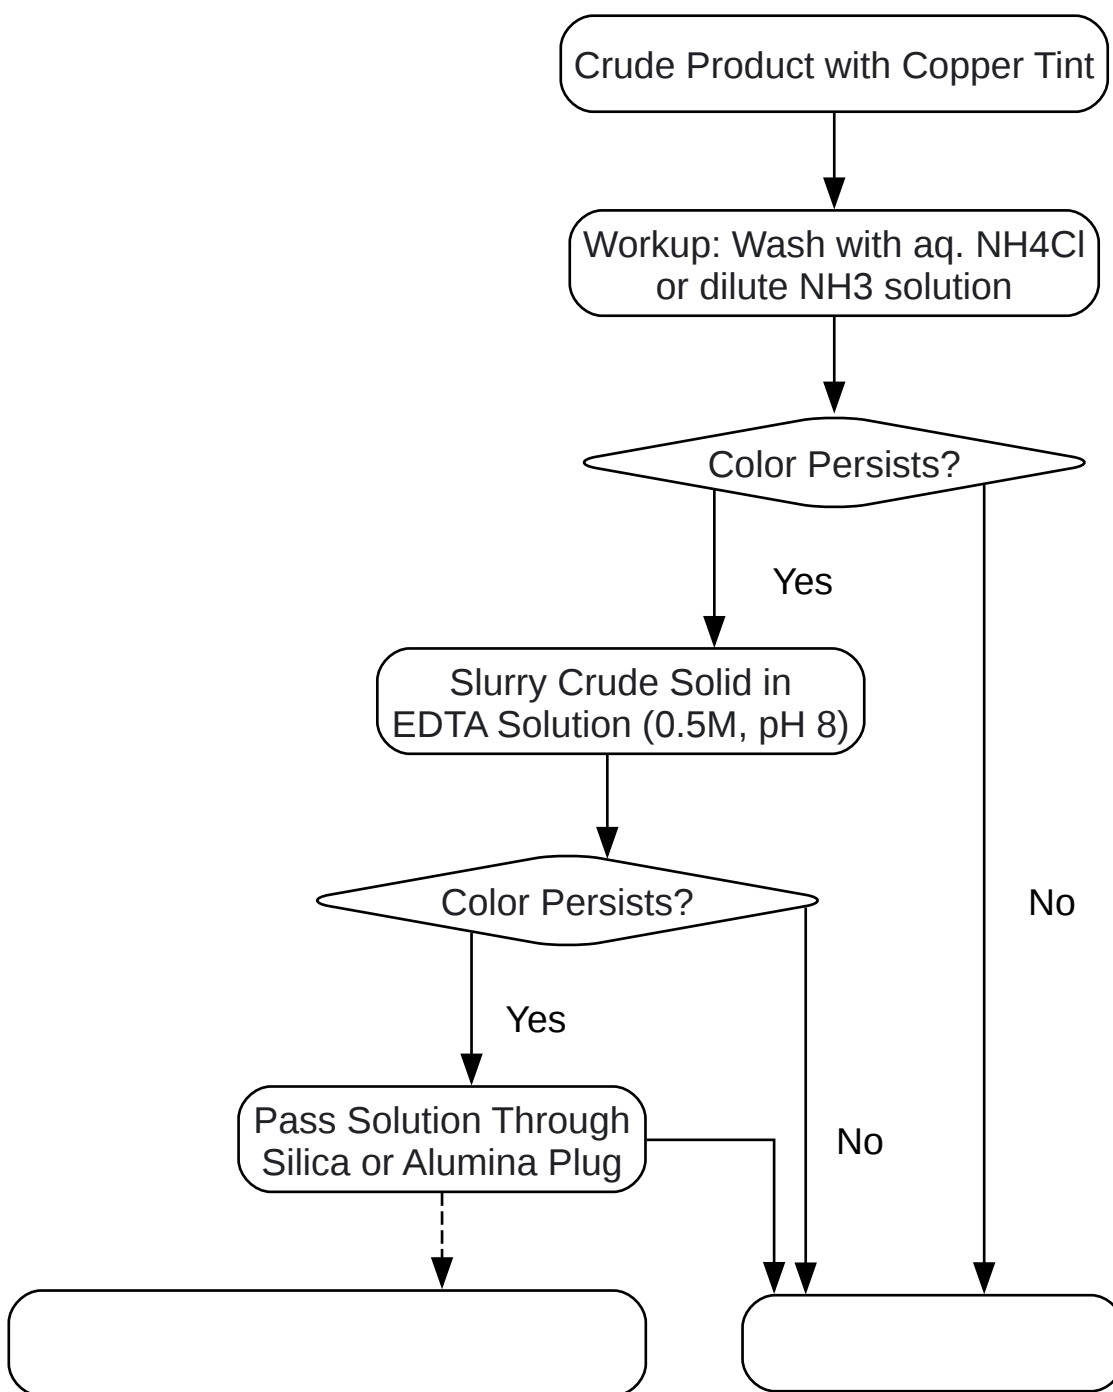 Crude Product with Copper Tint
Workup: Wash with aq. NH4Cl
or dilute NH3 solution
Color Persists?
Yes
Slurry Crude Solid in
EDTA Solution (0.5M, pH 8)
Color Persists?
No
Yes
Pass Solution Through
Silica or Alumina Plug
No